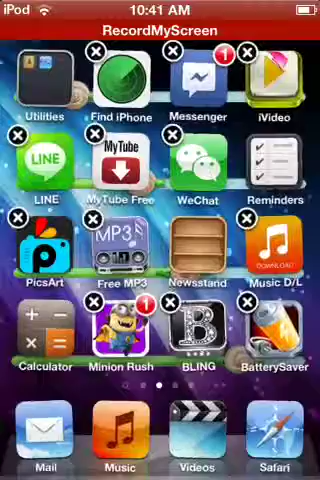 iPod 10:41 AM
RecordMyScreen
1
Utilities Find iPhone Messenger iVideo
LINE MyTube
LINE MyTube Free WeChat Reminders
MP3 DOWNLOAD
PicsArt Free MP3 Newsstand Music D/L
1
B
Calculator Minion Rush BLING BatterySaver
Mail Music Videos Safari